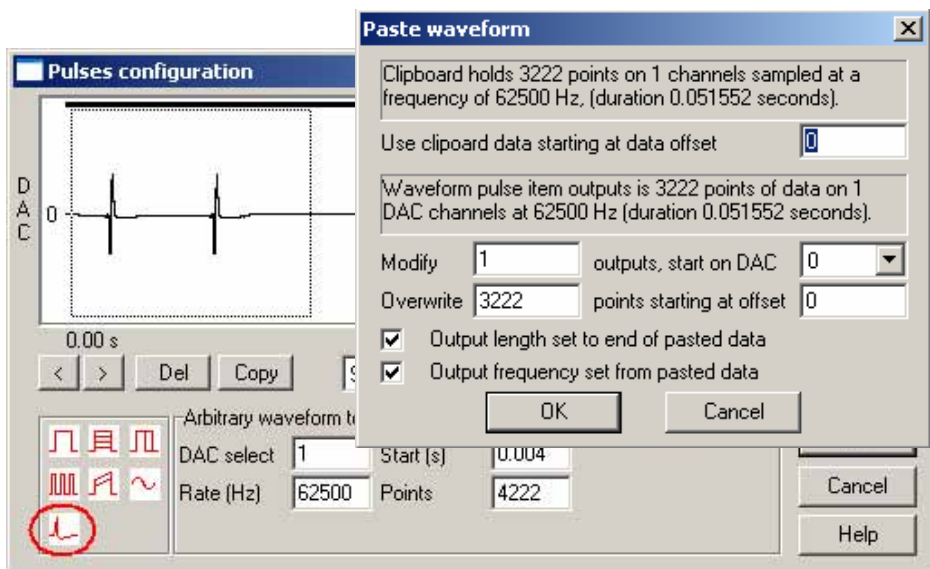 Paste waveform
Clipboard holds 3222 points on 1 channels sampled at a
frequency of 62500 Hz, (duration 0.051552 seconds).
Use clipoard data starting at data offset 0
Waveform pulse item outputs is 3222 points of data on 1
DAC channels at 62500 Hz (duration 0.051552 seconds).
Modify 1 outputs, start on DAC 0
Overwrite 3222 points starting at offset 0
Output length set to end of pasted data
Output frequency set from pasted data
OK Cancel
Pulses configuration
DAC
0
0.00 s
< > Del Copy
Arbitrary waveform
DAC select 1 Start (s) 0.004
Rate (Hz) 62500 Points 4222
Cancel
Help